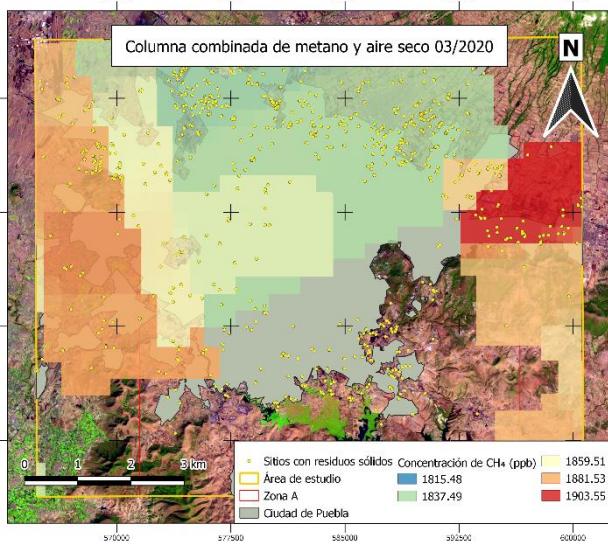 Columna combinada de metano y aire seco 03/2020
N
0 1 2 3 km
Sitios con residuos sólidos
Área de estudio
Zona A
Ciudad de Puebla
Concentración de CH₄ (ppb)
1815.48
1837.49
1859.51
1881.53
1903.55
570000 577500 585000 592500 600000